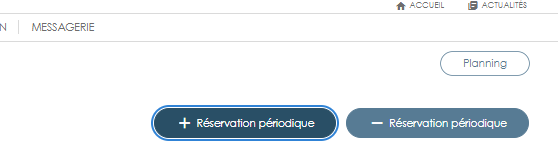 ACCUEIL ACTUALITÉS
N MESSAGERIE
Planning
+ Réservation périodique — Réservation périodique